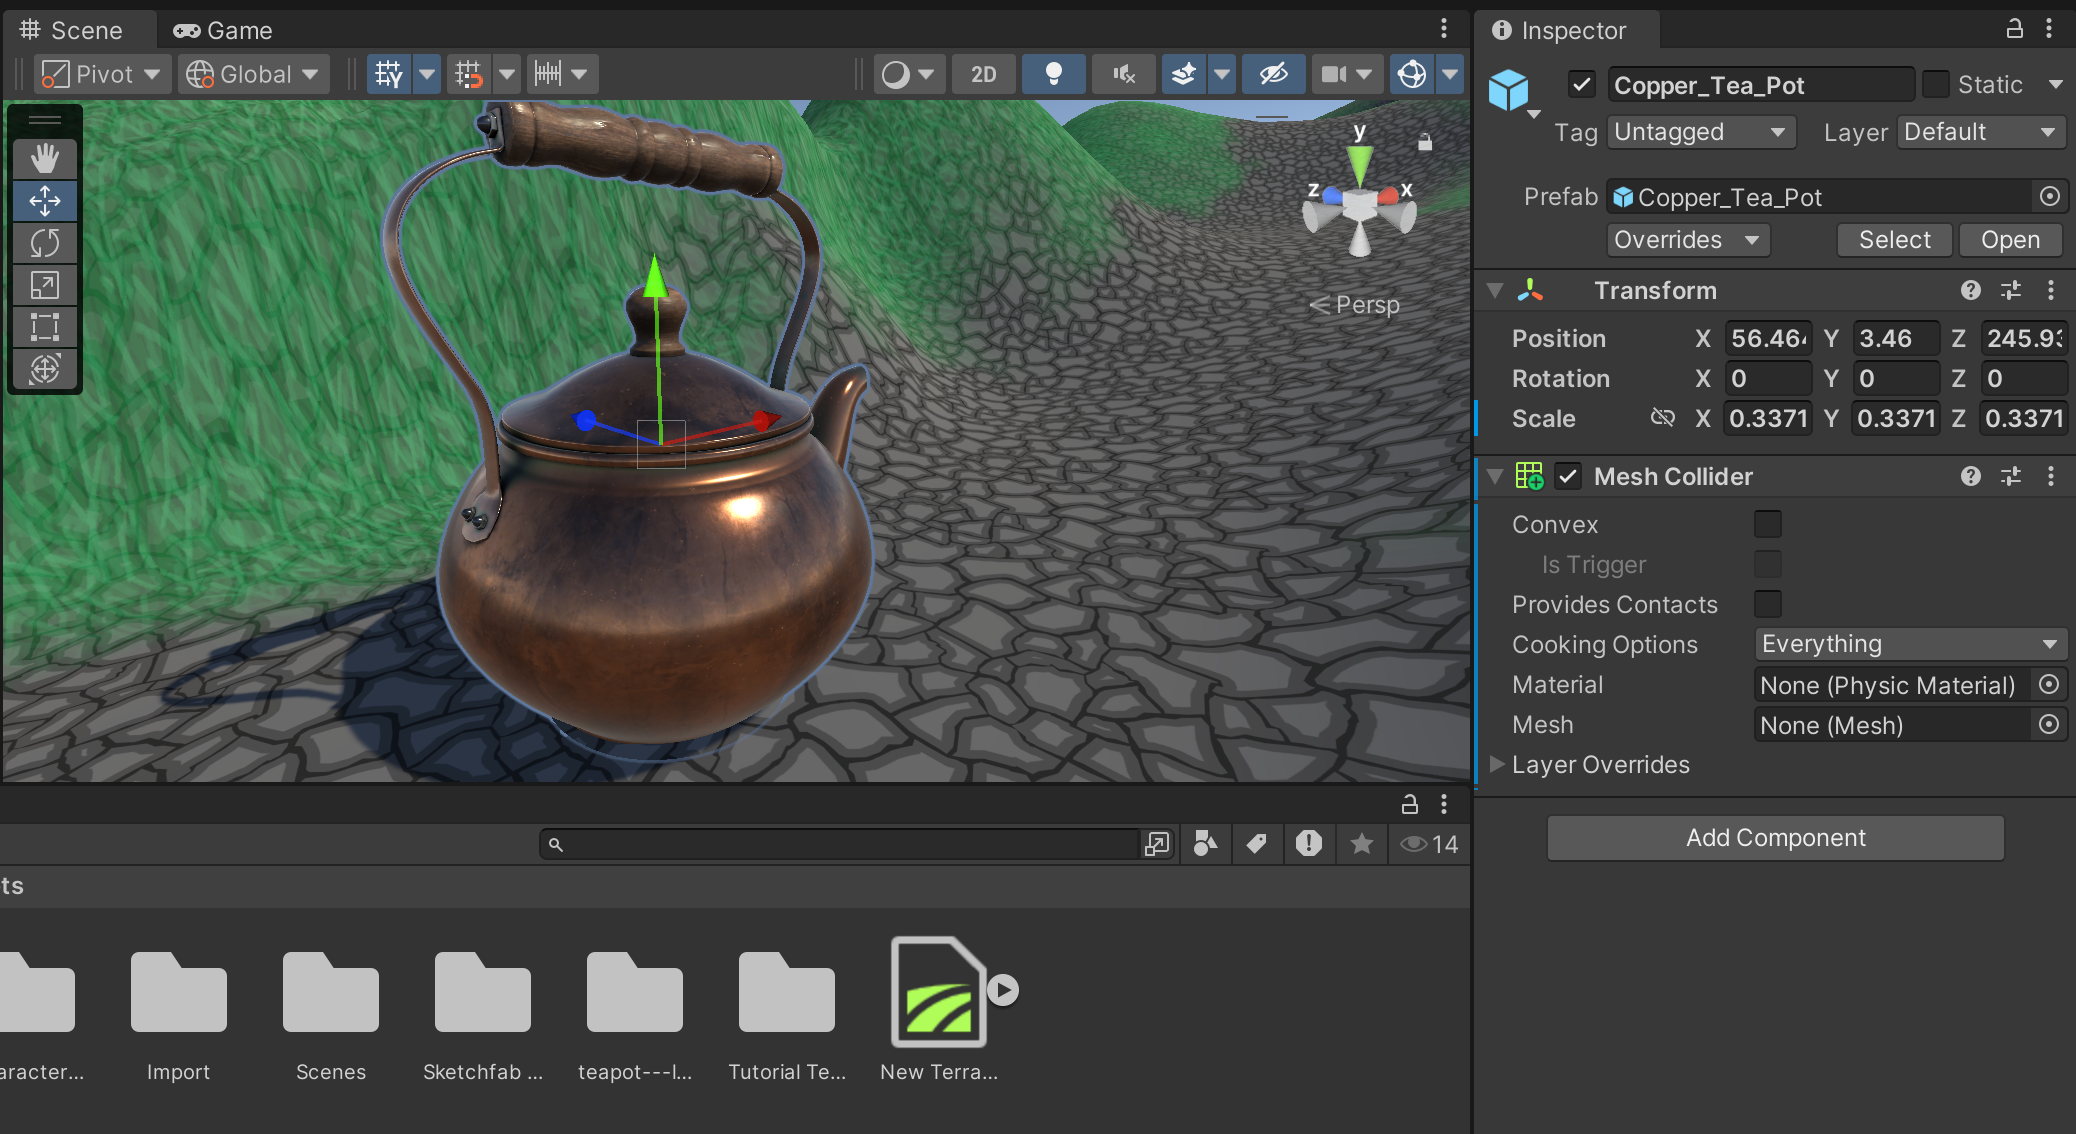 Scene
Game
Pivot
Global
2D
y
z
x
Persp
Inspector
Copper_Tea_Pot
Static
Tag
Untagged
Layer
Default
Prefab
Copper_Tea_Pot
Overrides
Select
Open
Transform
Position X 56.46 Y 3.46 Z 245.93
Rotation X 0 Y 0 Z 0
Scale X 0.3371 Y 0.3371 Z 0.3371
Mesh Collider
Convex
Is Trigger
Provides Contacts
Cooking Options Everything
Material None (Physic Material)
Mesh None (Mesh)
Layer Overrides
Add Component
14
ts
aracter...
Import
Scenes
Sketchfab ...
teapot---l...
Tutorial Te...
New Terra...